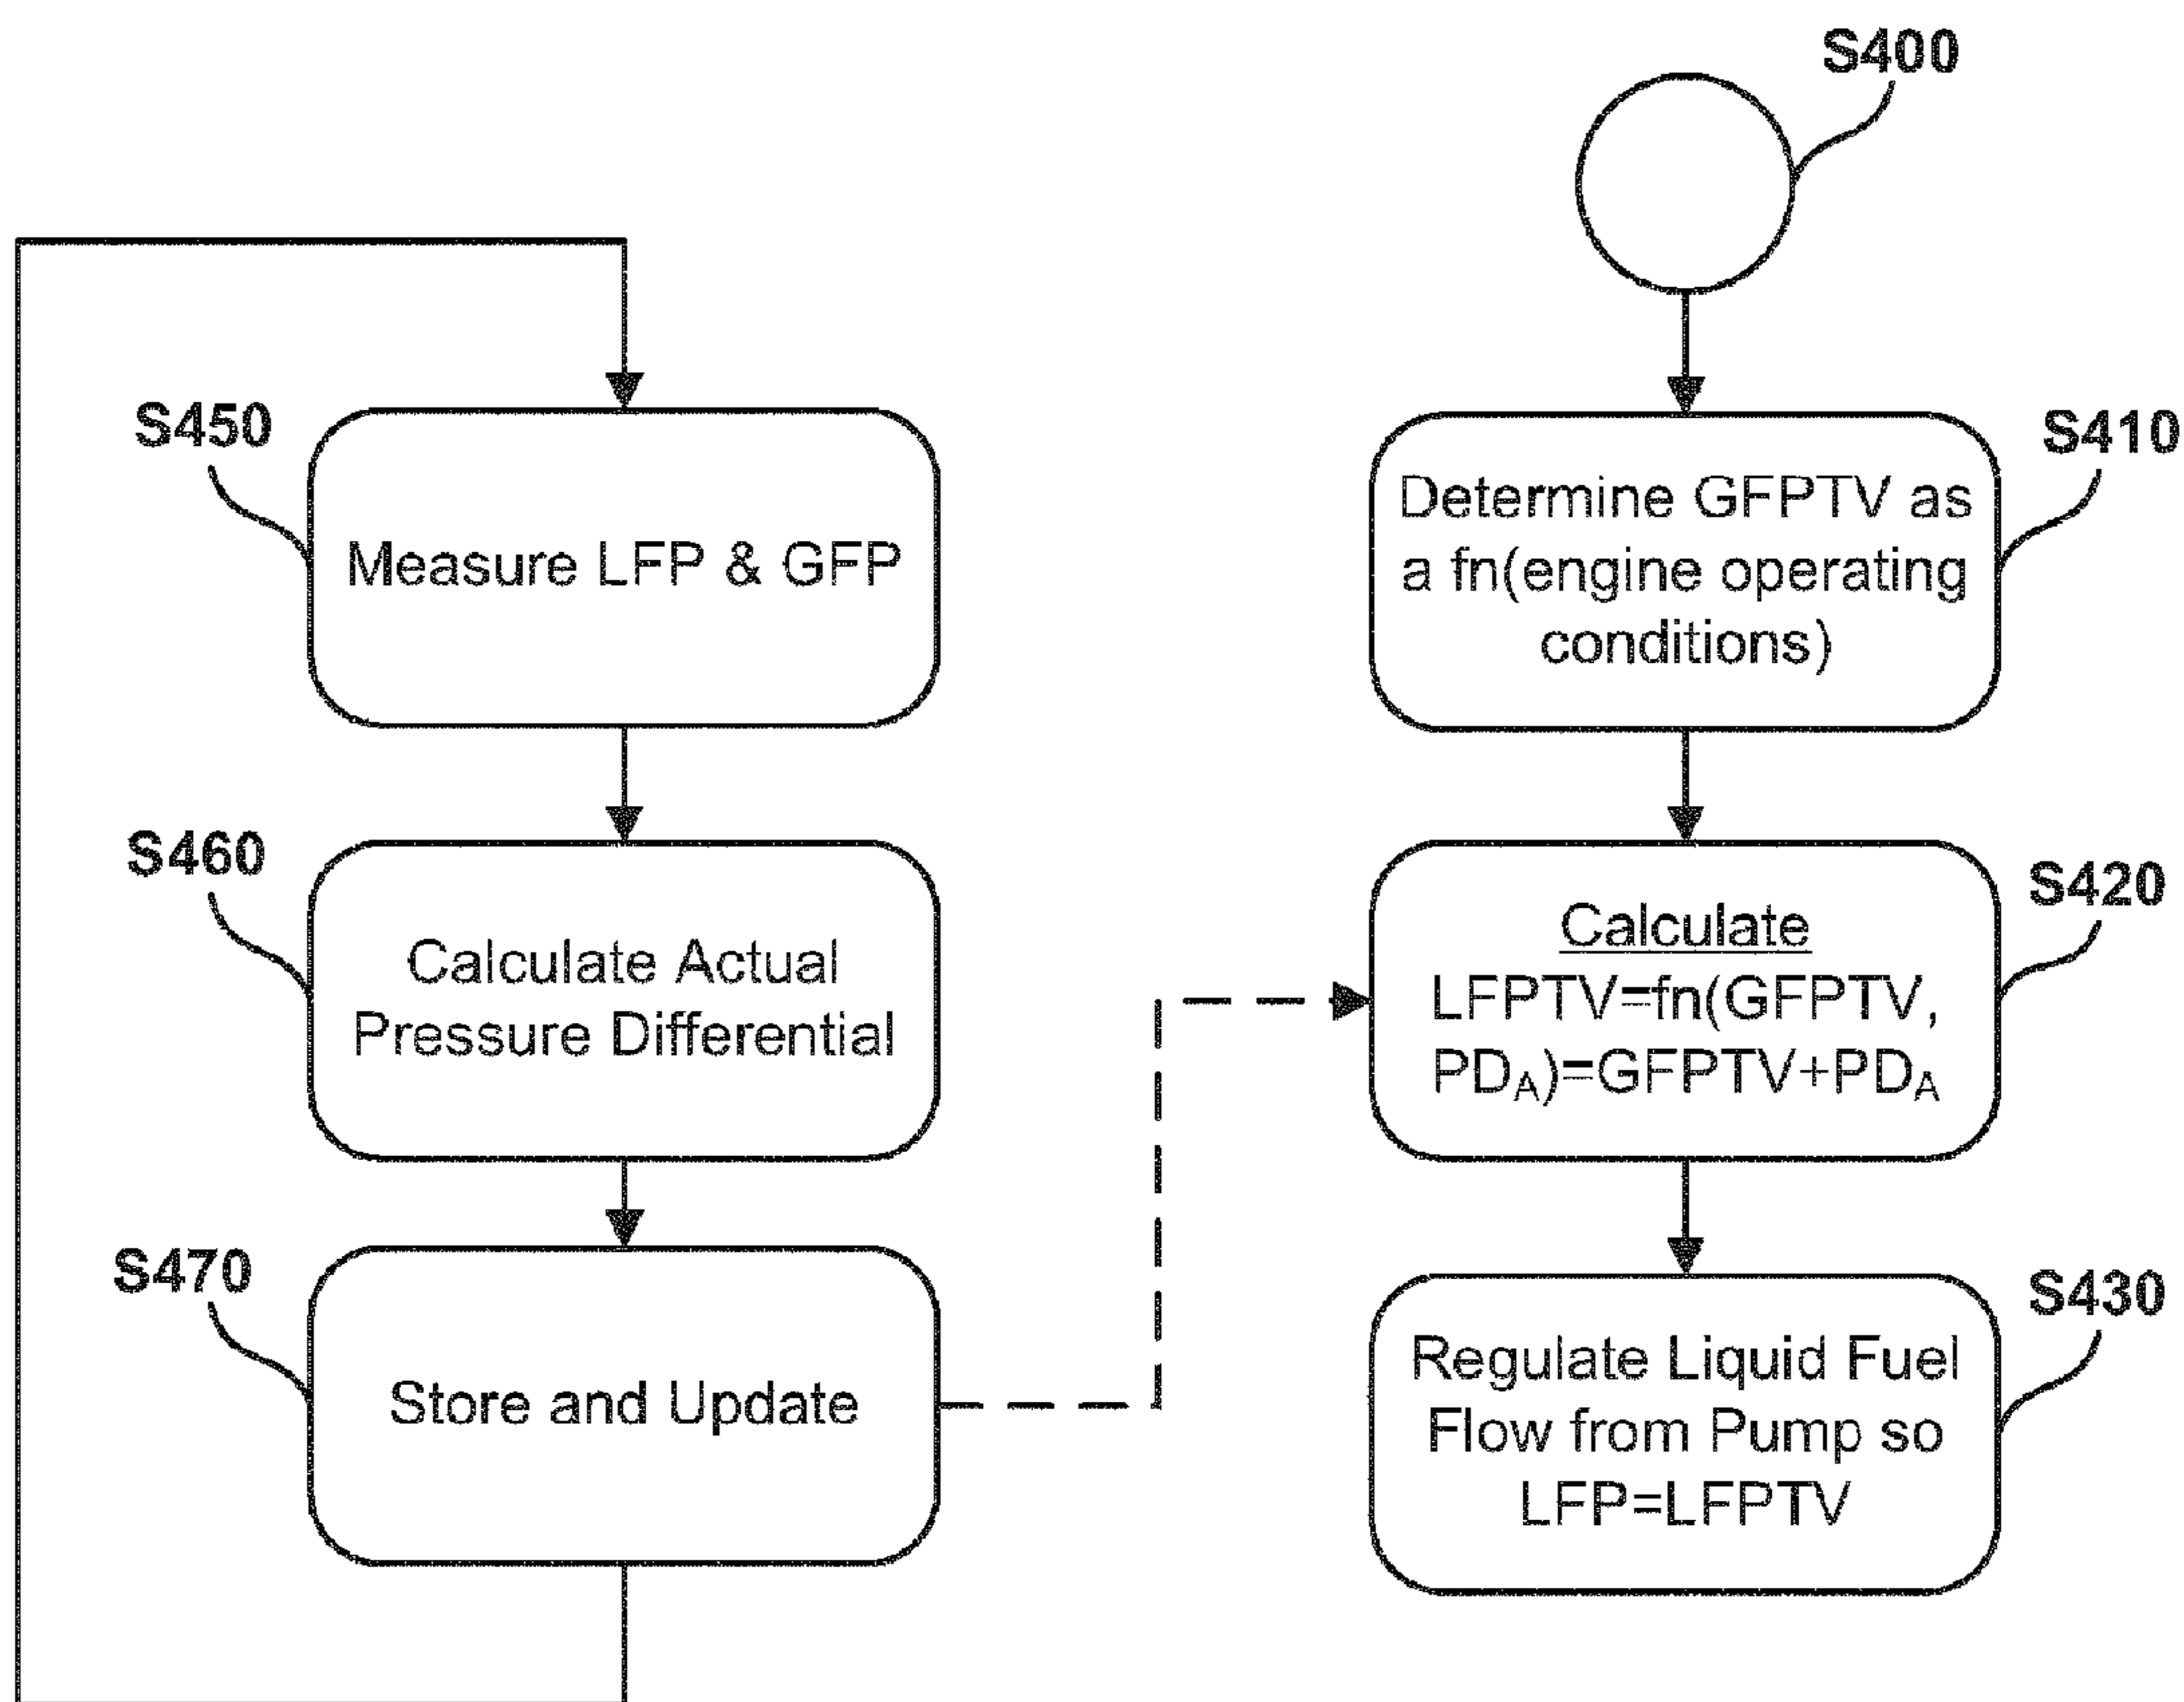 S400
S410
Determine GFPTV as
a fn(engine operating
conditions)
S420
Calculate
LFPTV=fn(GFPTV,
PDA)=GFPTV+PDA
S430
Regulate Liquid Fuel
Flow from Pump so
LFP=LFPTV
S450
Measure LFP & GFP
S460
Calculate Actual
Pressure Differential
S470
Store and Update